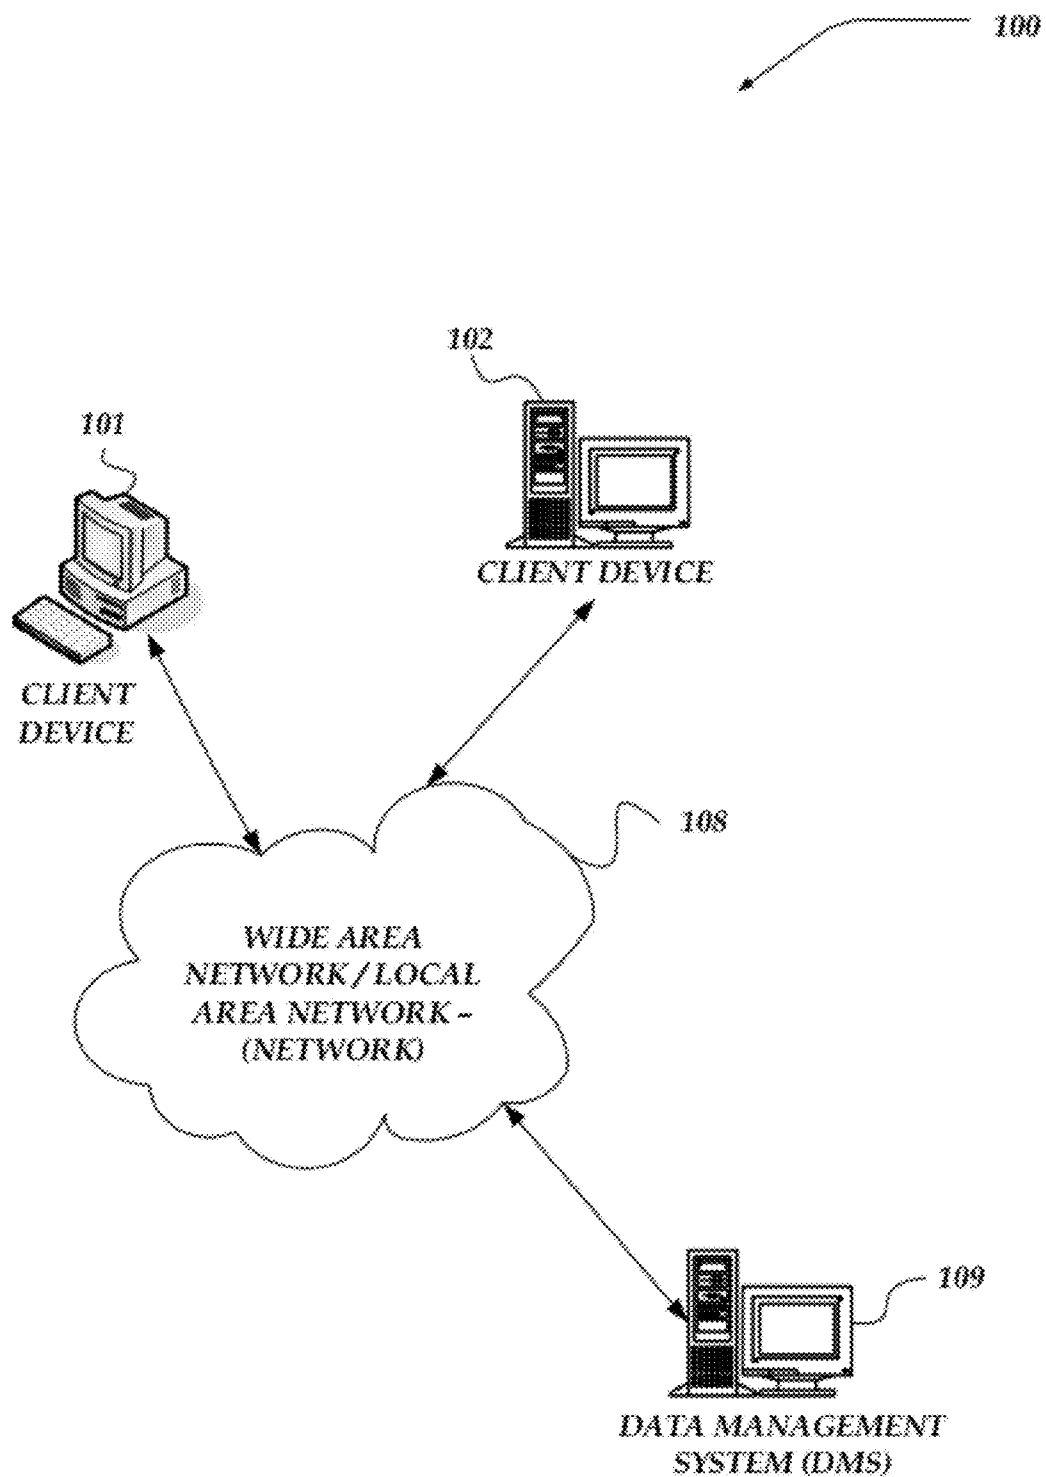 100
102
101
CLIENT DEVICE
CLIENT
DEVICE
108
WIDE AREA
NETWORK / LOCAL
AREA NETWORK -
(NETWORK)
109
DATA MANAGEMENT
SYSTEM (DMS)